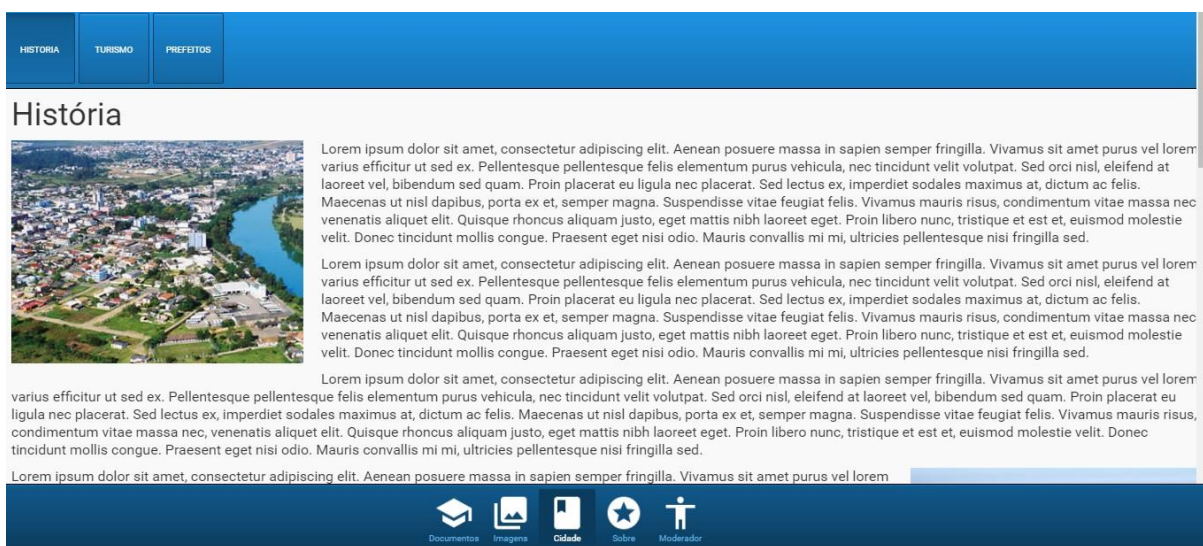 HISTORIA
TURISMO
PREFEITOS
História
Lorem ipsum dolor sit amet, consectetur adipiscing elit. Aenean posuere massa in sapien semper fringilla. Vivamus sit amet purus vel lorem
varius efficitur ut sed ex. Pellentesque pellentesque felis elementum purus vehicula, nec tincidunt velit volutpat. Sed orci nisl, eleifend at
laoreet vel, bibendum sed quam. Proin placerat eu ligula nec placerat. Sed lectus ex, imperdiet sodales maximus at, dictum ac felis.
Maecenas ut nisl dapibus, porta ex et, semper magna. Suspendisse vitae feugiat felis. Vivamus mauris risus, condimentum vitae massa nec
venenatis aliquet elit. Quisque rhoncus aliquam justo, eget mattis nibh laoreet eget. Proin libero nunc, tristique et est et, euismod molestie
velit. Donec tincidunt mollis congue. Praesent eget nisi odio. Mauris convallis mi mi, ultricies pellentesque nisi fringilla sed.
Lorem ipsum dolor sit amet, consectetur adipiscing elit. Aenean posuere massa in sapien semper fringilla. Vivamus sit amet purus vel lorem
varius efficitur ut sed ex. Pellentesque pellentesque felis elementum purus vehicula, nec tincidunt velit volutpat. Sed orci nisl, eleifend at
laoreet vel, bibendum sed quam. Proin placerat eu ligula nec placerat. Sed lectus ex, imperdiet sodales maximus at, dictum ac felis.
Maecenas ut nisl dapibus, porta ex et, semper magna. Suspendisse vitae feugiat felis. Vivamus mauris risus, condimentum vitae massa nec
venenatis aliquet elit. Quisque rhoncus aliquam justo, eget mattis nibh laoreet eget. Proin libero nunc, tristique et est et, euismod molestie
velit. Donec tincidunt mollis congue. Praesent eget nisi odio. Mauris convallis mi mi, ultricies pellentesque nisi fringilla sed.
Lorem ipsum dolor sit amet, consectetur adipiscing elit. Aenean posuere massa in sapien semper fringilla. Vivamus sit amet purus vel lorem
varius efficitur ut sed ex. Pellentesque pellentesque felis elementum purus vehicula, nec tincidunt velit volutpat. Sed orci nisl, eleifend at laoreet vel, bibendum sed quam. Proin placerat eu
ligula nec placerat. Sed lectus ex, imperdiet sodales maximus at, dictum ac felis. Maecenas ut nisl dapibus, porta ex et, semper magna. Suspendisse vitae feugiat felis. Vivamus mauris risus,
condimentum vitae massa nec, venenatis aliquet elit. Quisque rhoncus aliquam justo, eget mattis nibh laoreet eget. Proin libero nunc, tristique et est et, euismod molestie velit. Donec
tincidunt mollis congue. Praesent eget nisi odio. Mauris convallis mi mi, ultricies pellentesque nisi fringilla sed.
Lorem ipsum dolor sit amet, consectetur adipiscing elit. Aenean posuere massa in sapien semper fringilla. Vivamus sit amet purus vel lorem
Documentos
Imagens
Cidade
Sobre
Moderador